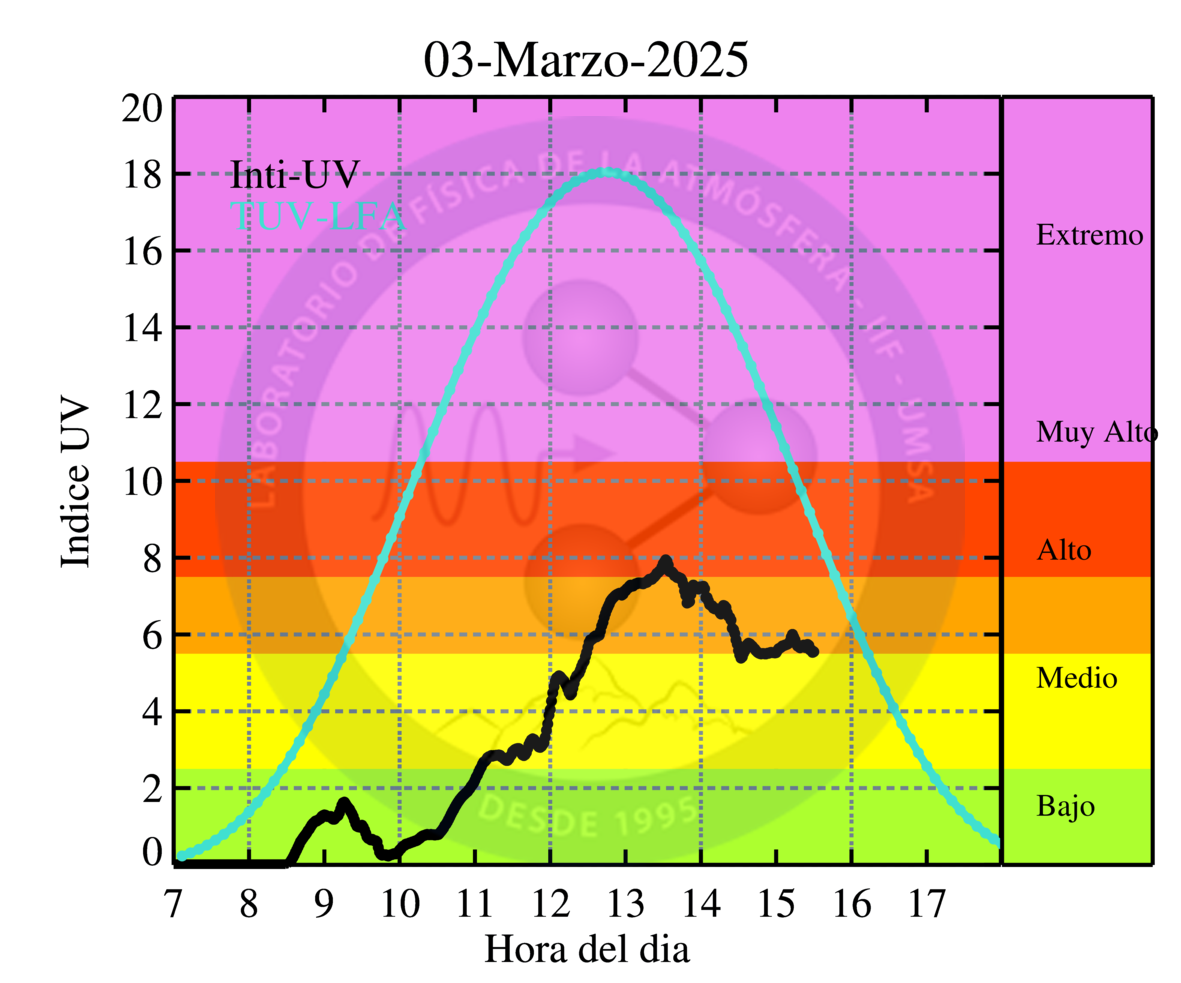 03-Marzo-2025
Inti-UV
TUV-LFA
LABORATORIO DE FÍSICA DE LA ATMÓSFERA - IIF - UMSA
DESDE 1995
Indice UV
20
18
16
14
12
10
8
6
4
2
0
Extremo
Muy Alto
Alto
Medio
Bajo
7 8 9 10 11 12 13 14 15 16 17
Hora del dia